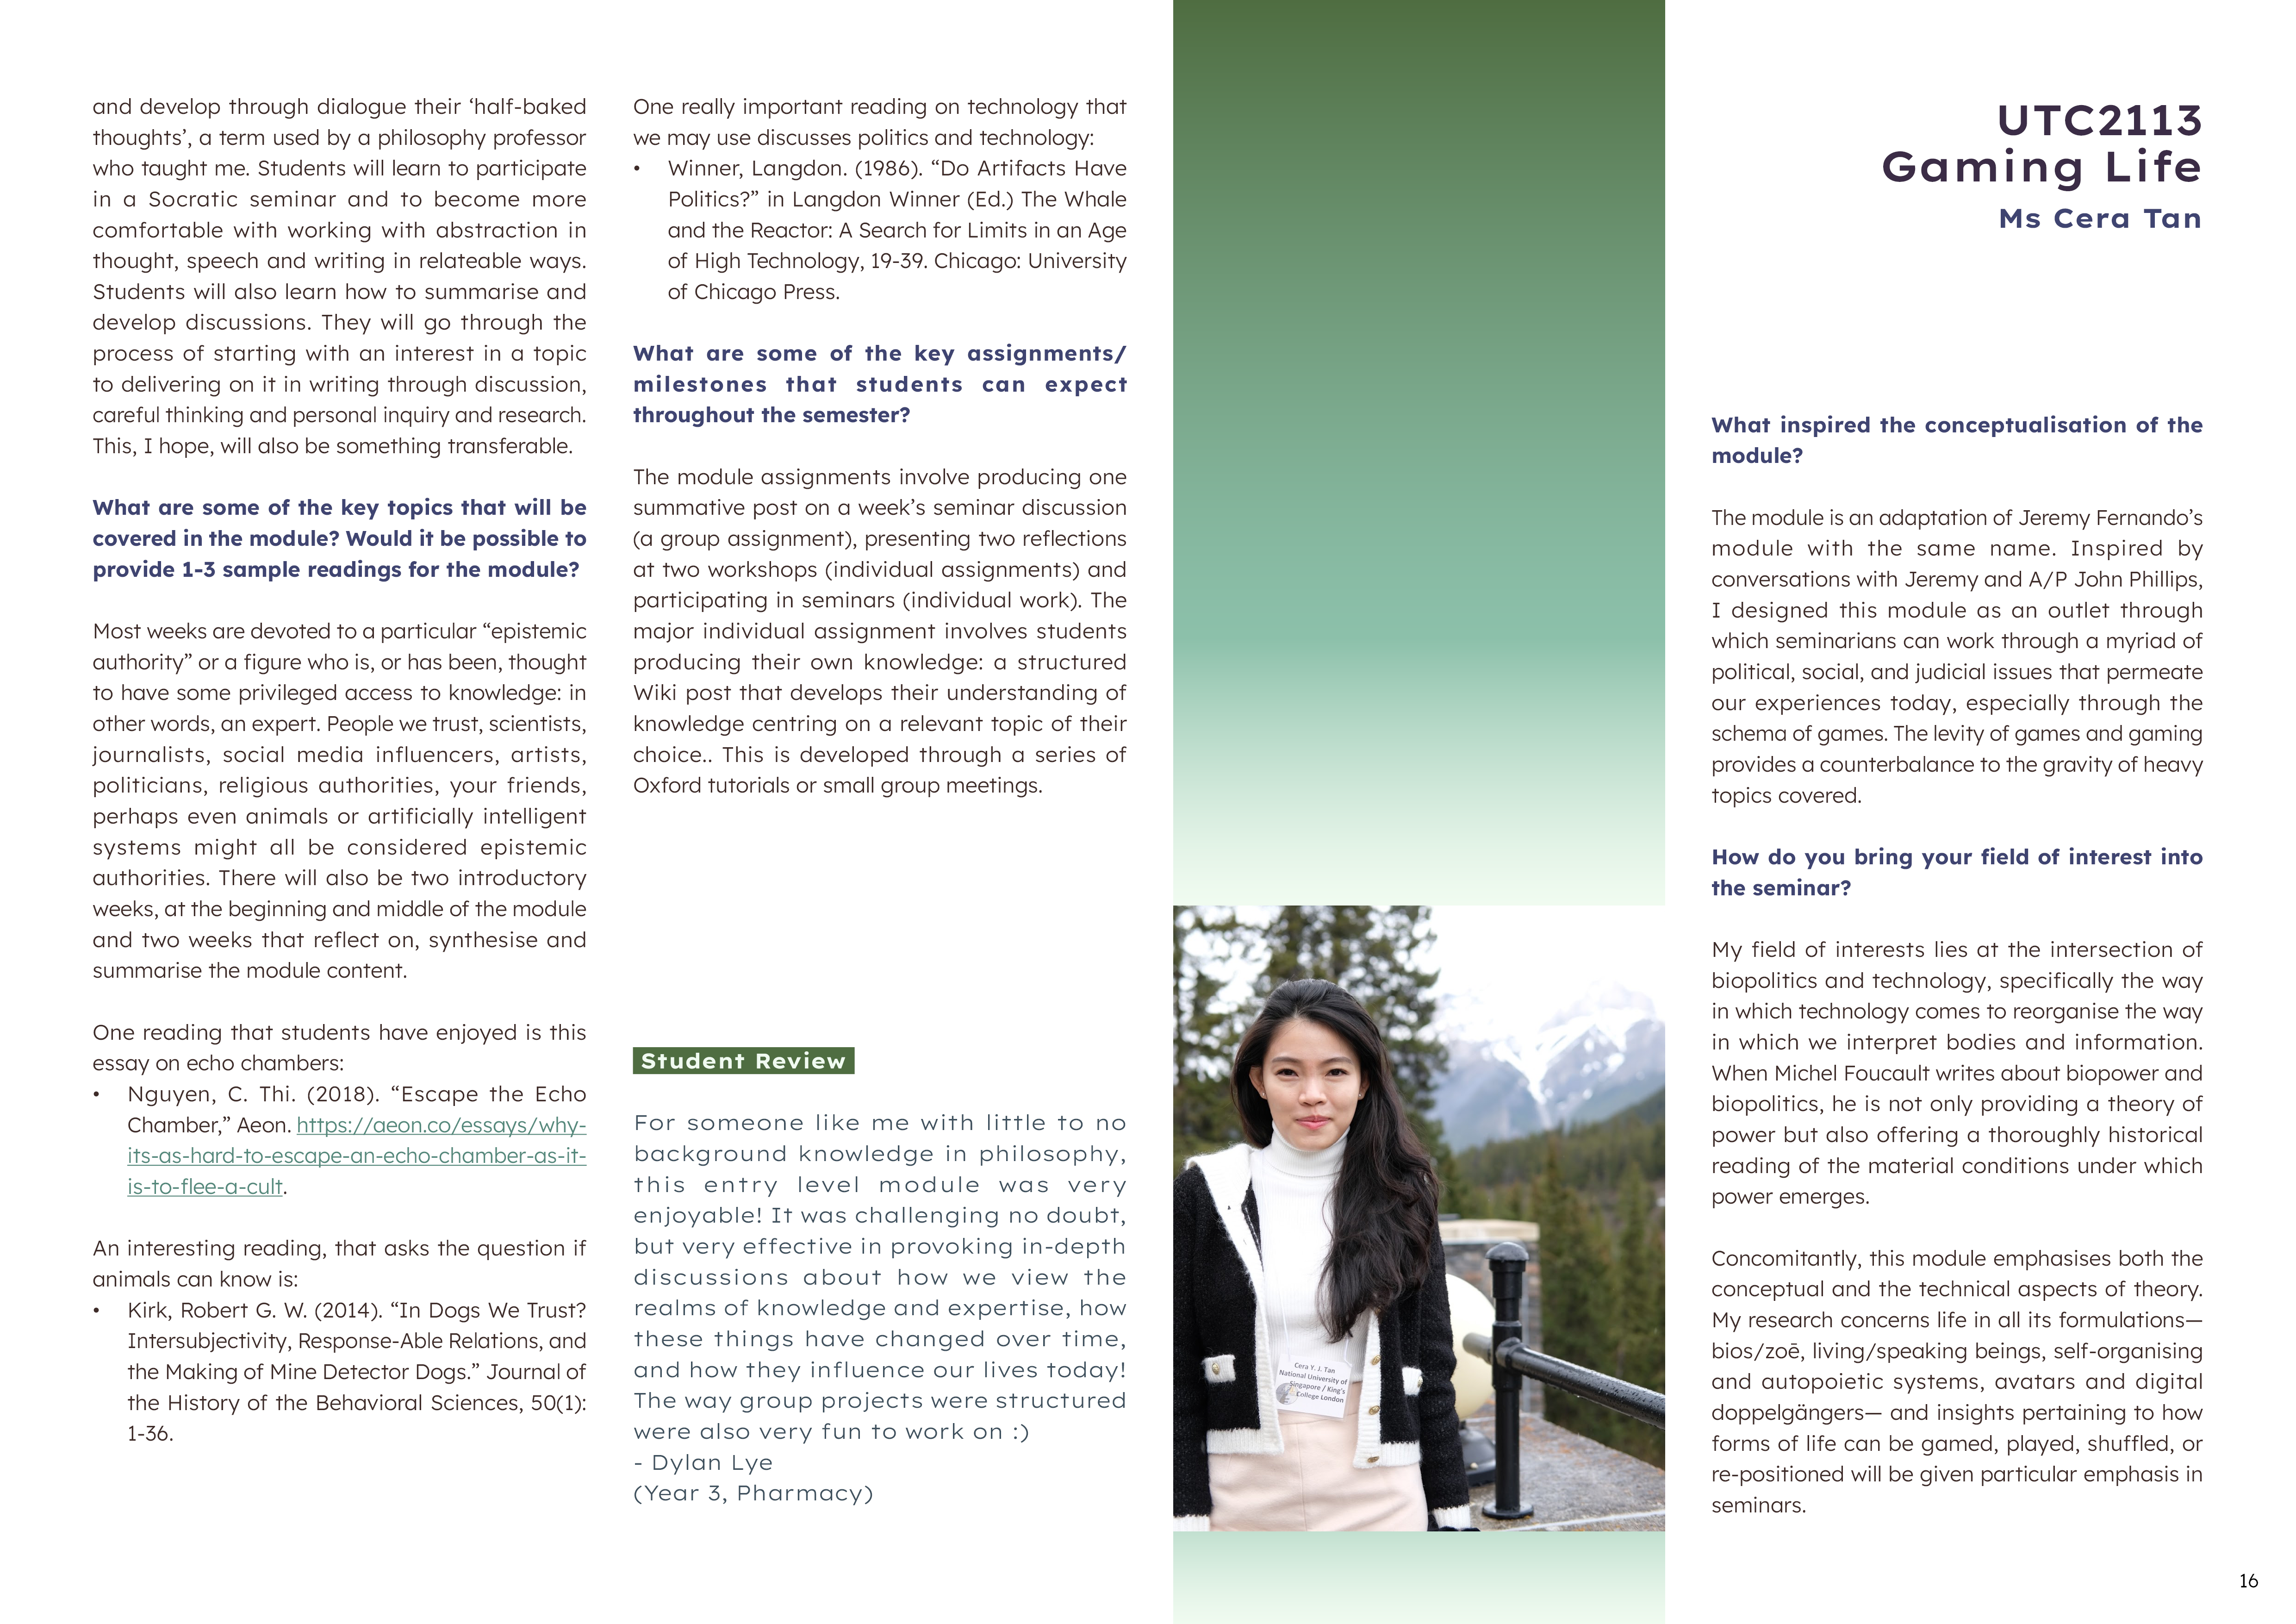 and develop through dialogue their ‘half-baked
thoughts’, a term used by a philosophy professor
who taught me. Students will learn to participate
in a Socratic seminar and to become more
comfortable with working with abstraction in
thought, speech and writing in relateable ways.
Students will also learn how to summarise and
develop discussions. They will go through the
process of starting with an interest in a topic
to delivering on it in writing through discussion,
careful thinking and personal inquiry and research.
This, I hope, will also be something transferable.
What are some of the key topics that will be
covered in the module? Would it be possible to
provide 1-3 sample readings for the module?
Most weeks are devoted to a particular “epistemic
authority” or a figure who is, or has been, thought
to have some privileged access to knowledge: in
other words, an expert. People we trust, scientists,
journalists, social media influencers, artists,
politicians, religious authorities, your friends,
perhaps even animals or artificially intelligent
systems might all be considered epistemic
authorities. There will also be two introductory
weeks, at the beginning and middle of the module
and two weeks that reflect on, synthesise and
summarise the module content.
One reading that students have enjoyed is this
essay on echo chambers:
• Nguyen, C. Thi. (2018). “Escape the Echo
Chamber,” Aeon. https://aeon.co/essays/why-
its-as-hard-to-escape-an-echo-chamber-as-it-
is-to-flee-a-cult.
An interesting reading, that asks the question if
animals can know is:
• Kirk, Robert G. W. (2014). “In Dogs We Trust?
Intersubjectivity, Response-Able Relations, and
the Making of Mine Detector Dogs.” Journal of
the History of the Behavioral Sciences, 50(1):
1-36.
One really important reading on technology that
we may use discusses politics and technology:
• Winner, Langdon. (1986). “Do Artifacts Have
Politics?” in Langdon Winner (Ed.) The Whale
and the Reactor: A Search for Limits in an Age
of High Technology, 19-39. Chicago: University
of Chicago Press.
What are some of the key assignments/
milestones that students can expect
throughout the semester?
The module assignments involve producing one
summative post on a week’s seminar discussion
(a group assignment), presenting two reflections
at two workshops (individual assignments) and
participating in seminars (individual work). The
major individual assignment involves students
producing their own knowledge: a structured
Wiki post that develops their understanding of
knowledge centring on a relevant topic of their
choice.. This is developed through a series of
Oxford tutorials or small group meetings.
Student Review
For someone like me with little to no
background knowledge in philosophy,
this entry level module was very
enjoyable! It was challenging no doubt,
but very effective in provoking in-depth
discussions about how we view the
realms of knowledge and expertise, how
these things have changed over time,
and how they influence our lives today!
The way group projects were structured
were also very fun to work on :)
- Dylan Lye
(Year 3, Pharmacy)
Cera Y. J. Tan
National University of
Singapore / King's
College London
UTC2113
Gaming Life
Ms Cera Tan
What inspired the conceptualisation of the
module?
The module is an adaptation of Jeremy Fernando’s
module with the same name. Inspired by
conversations with Jeremy and A/P John Phillips,
I designed this module as an outlet through
which seminarians can work through a myriad of
political, social, and judicial issues that permeate
our experiences today, especially through the
schema of games. The levity of games and gaming
provides a counterbalance to the gravity of heavy
topics covered.
How do you bring your field of interest into
the seminar?
My field of interests lies at the intersection of
biopolitics and technology, specifically the way
in which technology comes to reorganise the way
in which we interpret bodies and information.
When Michel Foucault writes about biopower and
biopolitics, he is not only providing a theory of
power but also offering a thoroughly historical
reading of the material conditions under which
power emerges.
Concomitantly, this module emphasises both the
conceptual and the technical aspects of theory.
My research concerns life in all its formulations—
bios/zoē, living/speaking beings, self-organising
and autopoietic systems, avatars and digital
doppelgängers— and insights pertaining to how
forms of life can be gamed, played, shuffled, or
re-positioned will be given particular emphasis in
seminars.
16